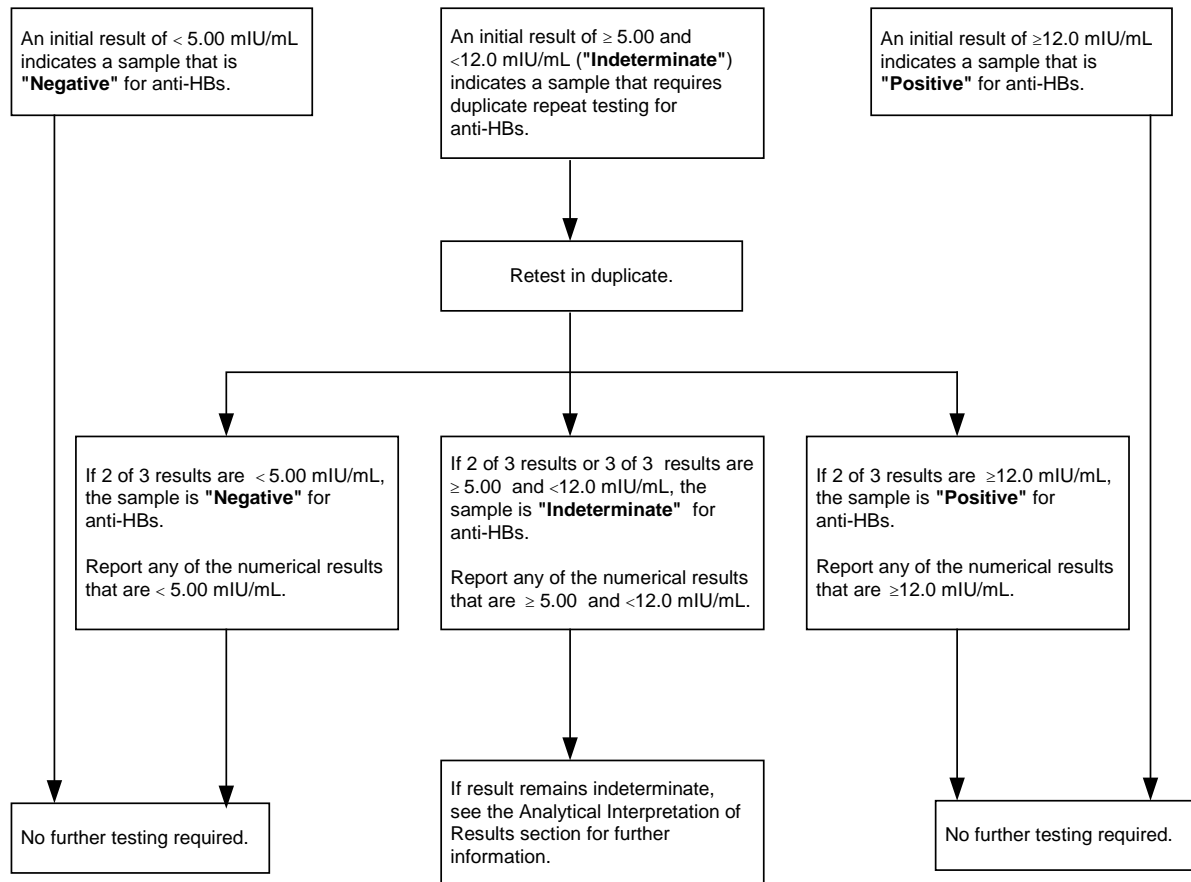 An initial result of < 5.00 mIU/mL
indicates a sample that is
"Negative" for anti-HBs.
An initial result of ≥ 5.00 and
<12.0 mIU/mL ("Indeterminate")
indicates a sample that requires
duplicate repeat testing for
anti-HBs.
An initial result of ≥12.0 mIU/mL
indicates a sample that is
"Positive" for anti-HBs.
Retest in duplicate.
If 2 of 3 results are < 5.00 mIU/mL,
the sample is "Negative" for
anti-HBs.
Report any of the numerical results
that are < 5.00 mIU/mL.
If 2 of 3 results or 3 of 3 results are
≥ 5.00 and <12.0 mIU/mL, the
sample is "Indeterminate" for
anti-HBs.
Report any of the numerical results
that are ≥ 5.00 and <12.0 mIU/mL.
If 2 of 3 results are ≥12.0 mIU/mL,
the sample is "Positive" for
anti-HBs.
Report any of the numerical results
that are ≥12.0 mIU/mL.
No further testing required.
If result remains indeterminate,
see the Analytical Interpretation of
Results section for further
information.
No further testing required.